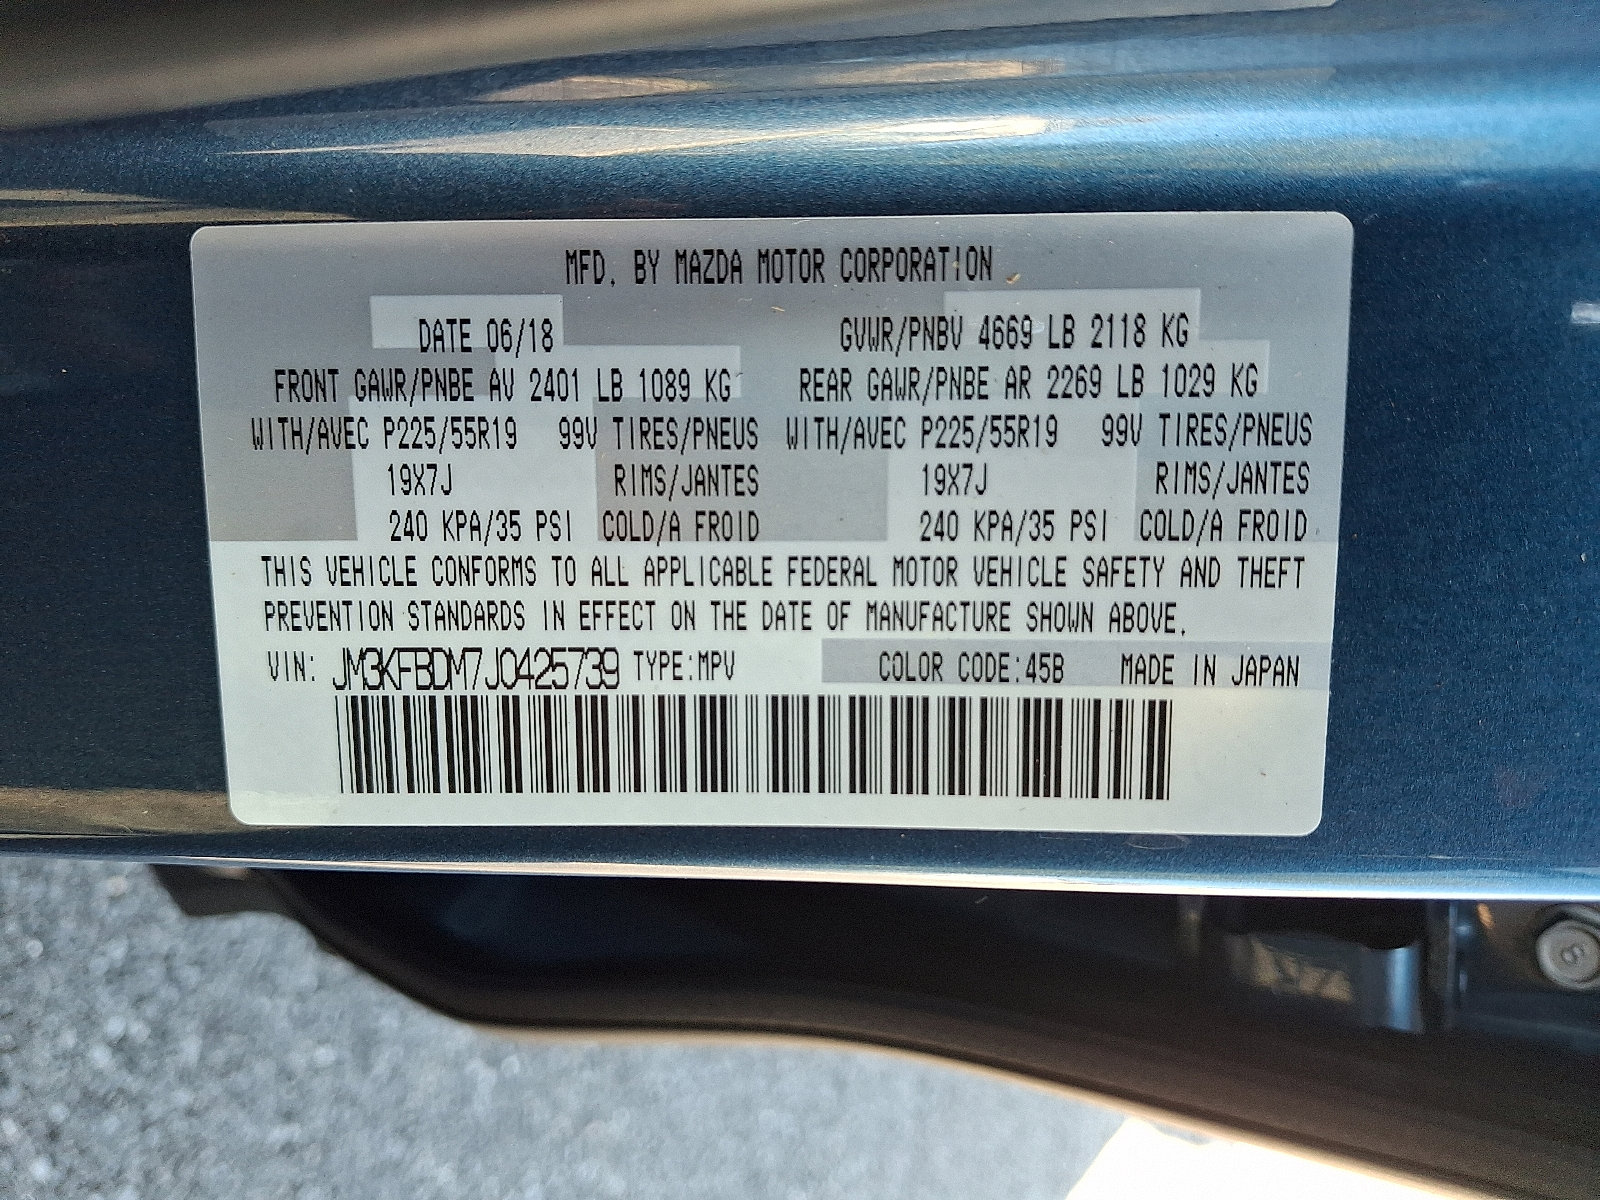 MFD. BY MAZDA MOTOR CORPORATION
DATE 06/18 GVWR/PNBV 4669 LB 2118 KG
FRONT GAWR/PNBE AV 2401 LB 1089 KG REAR GAWR/PNBE AR 2269 LB 1029 KG
WITH/AVEC P225/55R19 99V TIRES/PNEUS WITH/AVEC P225/55R19 99V TIRES/PNEUS
19X7J RIMS/JANTES 19X7J RIMS/JANTES
240 KPA/35 PSI COLD/A FROID 240 KPA/35 PSI COLD/A FROID
THIS VEHICLE CONFORMS TO ALL APPLICABLE FEDERAL MOTOR VEHICLE SAFETY AND THEFT
PREVENTION STANDARDS IN EFFECT ON THE DATE OF MANUFACTURE SHOWN ABOVE.
VIN: JM3KFBDM7J0425739 TYPE:MPV COLOR CODE:45B MADE IN JAPAN
8